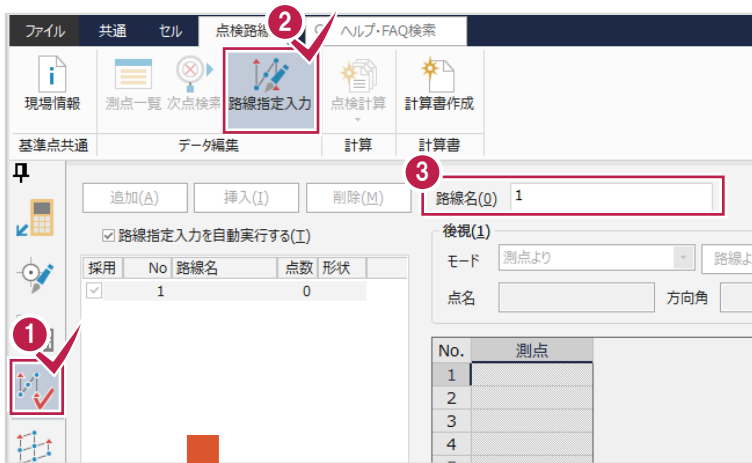 ファイル 共通 セル 点検路線 ヘルプ・FAQ検索
2
現場情報 測点一覧 次点検索 路線指定入力 点検計算 計算書作成
基準点共通 データ編集 計算 計算書
3
追加(A) 挿入(I) 削除(M) 路線名(0) 1
路線指定入力を自動実行する(T) 後視(1)
モード 測点より 路線よ
採用 No 路線名 点数 形状
1 0
点名 方向角
1
No. 測点
1
2
3
4